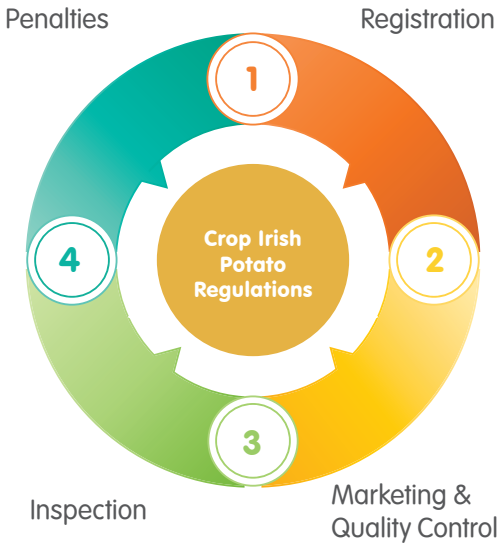 Penalties
Registration
1
4
Crop Irish
Potato
Regulations
2
3
Inspection
Marketing &
Quality Control